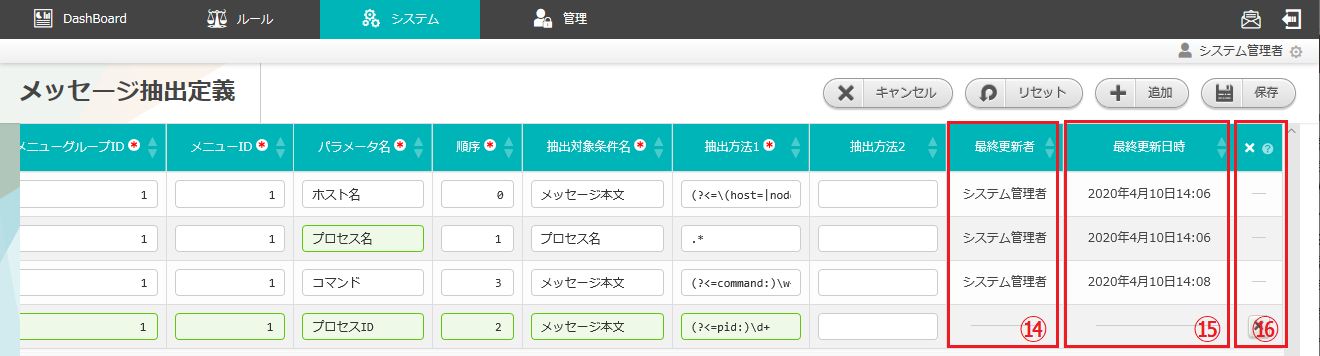 DashBoard ルール システム 管理
システム管理者
メッセージ抽出定義 キャンセル リセット 追加 保存
メニューグループID * メニューID * パラメータ名 * 順序 * 抽出対象条件名 * 抽出方法1 * 抽出方法2 最終更新者 最終更新日時 × ?
1 1 ホスト名 0 メッセージ本文 (?<=\(host=|nod システム管理者 2020年4月10日14:06 —
1 1 プロセス名 1 プロセス名 .* システム管理者 2020年4月10日14:06 —
1 1 コマンド 3 メッセージ本文 (?<=command:)\w システム管理者 2020年4月10日14:08 —
1 1 プロセスID 2 メッセージ本文 (?<=pid:)\d+ ⑭ ⑮ ⑯